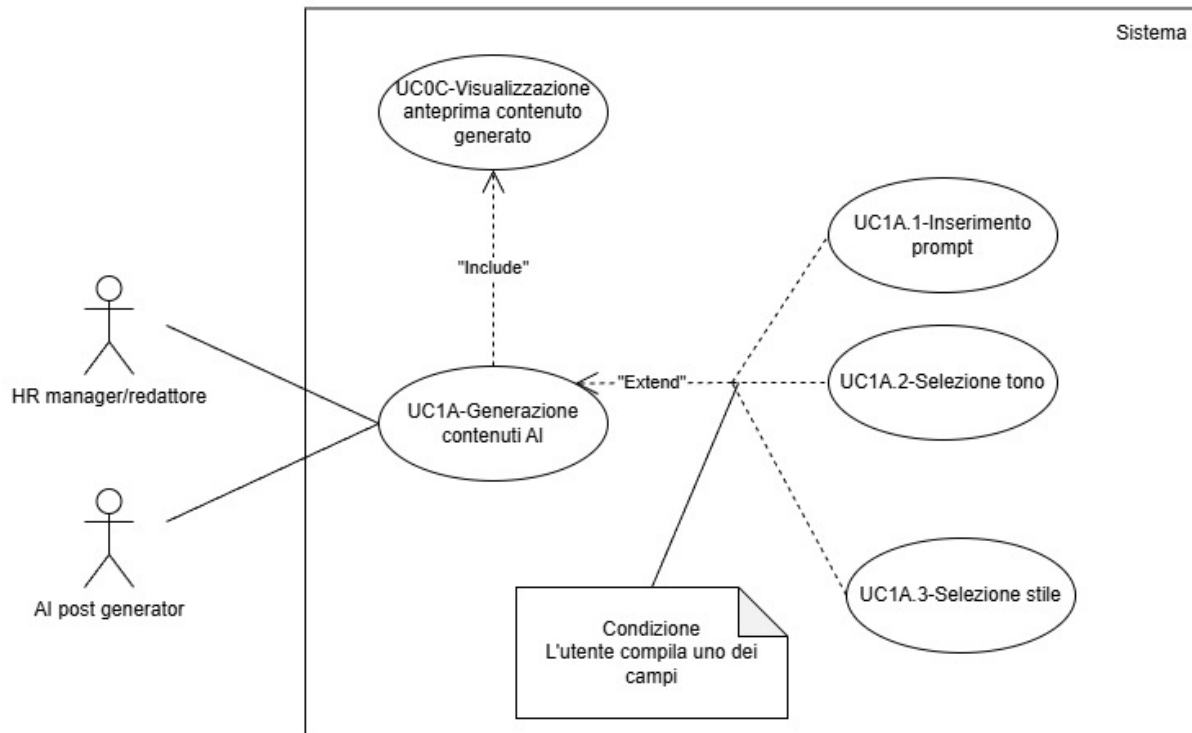 Sistema
UC0C-Visualizzazione
anteprima contenuto
generato
UC1A.1-Inserimento
prompt
"Include"
HR manager/redattore
"Extend"
UC1A.2-Selezione tono
UC1A-Generazione
contenuti AI
AI post generator
UC1A.3-Selezione stile
Condizione
L'utente compila uno dei
campi